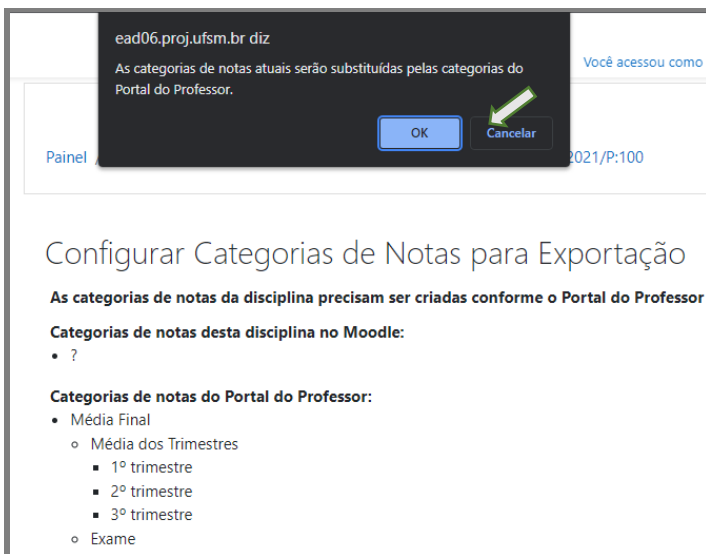 ead06.proj.ufsm.br diz
As categorias de notas atuais serão substituídas pelas categorias do
Portal do Professor.
Você acessou como
OK
Cancelar
Painel
2021/P:100
Configurar Categorias de Notas para Exportação
As categorias de notas da disciplina precisam ser criadas conforme o Portal do Professor
Categorias de notas desta disciplina no Moodle:
• ?
Categorias de notas do Portal do Professor:
• Média Final
◦ Média dos Trimestres
▪ 1º trimestre
▪ 2º trimestre
▪ 3º trimestre
◦ Exame